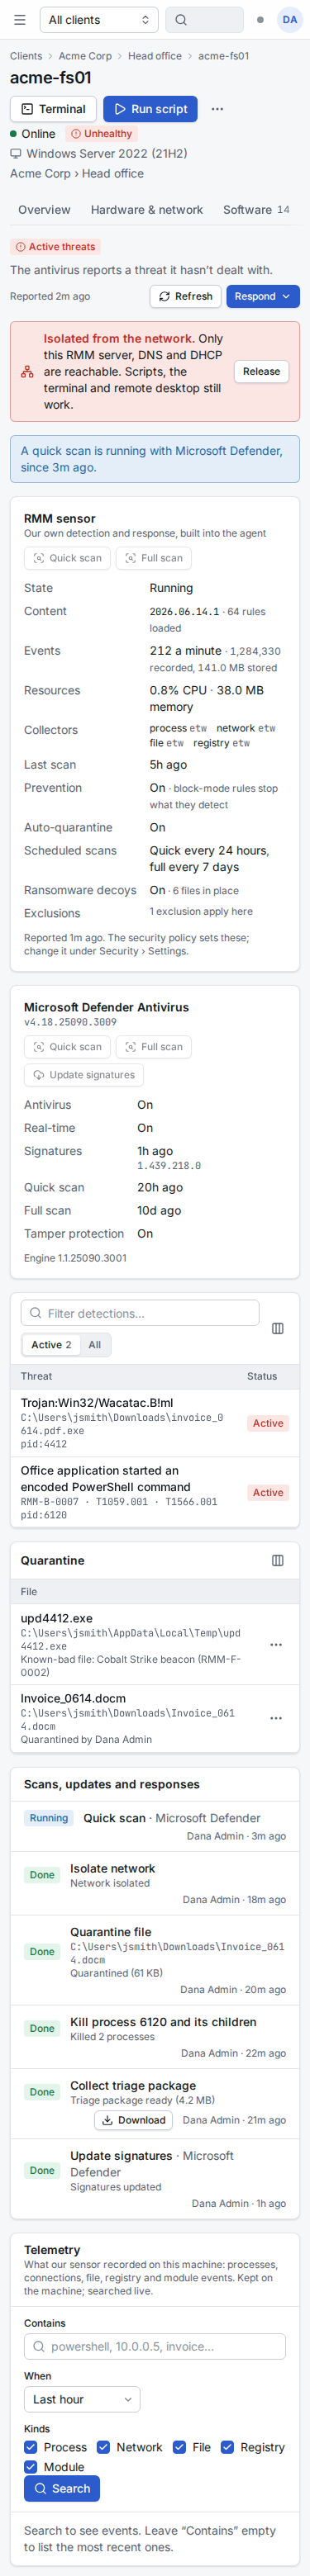 All clients
DA
Clients › Acme Corp › Head office › acme-fs01
acme-fs01
Terminal
Run script
Online
Unhealthy
Windows Server 2022 (21H2)
Acme Corp › Head office
Overview
Hardware & network
Software 14
Active threats
The antivirus reports a threat it hasn’t dealt with.
Reported 2m ago
Refresh
Respond
Isolated from the network. Only
this RMM server, DNS and DHCP
are reachable. Scripts, the
terminal and remote desktop still
work.
Release
A quick scan is running with Microsoft Defender,
since 3m ago.
RMM sensor
Our own detection and response, built into the agent
Quick scan
Full scan
State Running
Content 2026.06.14.1 · 64 rules
loaded
Events 212 a minute · 1,284,330
recorded, 141.0 MB stored
Resources 0.8% CPU · 38.0 MB
memory
Collectors process etw network etw
file etw registry etw
Last scan 5h ago
Prevention On · block-mode rules stop
what they detect
Auto-quarantine On
Scheduled scans Quick every 24 hours,
full every 7 days
Ransomware decoys On · 6 files in place
Exclusions 1 exclusion apply here
Reported 1m ago. The security policy sets these;
change it under Security › Settings.
Microsoft Defender Antivirus
v4.18.25090.3009
Quick scan
Full scan
Update signatures
Antivirus On
Real-time On
Signatures 1h ago
1.439.218.0
Quick scan 20h ago
Full scan 10d ago
Tamper protection On
Engine 1.1.25090.3001
Filter detections...
Active 2
All
Threat Status
Trojan:Win32/Wacatac.B!ml
C:\Users\jsmith\Downloads\invoice_0
614.pdf.exe
pid:4412
Active
Office application started an
encoded PowerShell command
RMM-B-0007 · T1059.001 · T1566.001
pid:6120
Active
Quarantine
File
upd4412.exe
C:\Users\jsmith\AppData\Local\Temp\upd
4412.exe
Known-bad file: Cobalt Strike beacon (RMM-F-
0002)
Invoice_0614.docm
C:\Users\jsmith\Downloads\Invoice_061
4.docm
Quarantined by Dana Admin
Scans, updates and responses
Running Quick scan · Microsoft Defender
Dana Admin · 3m ago
Done Isolate network
Network isolated
Dana Admin · 18m ago
Quarantine file
Done C:\Users\jsmith\Downloads\Invoice_061
4.docm
Quarantined (61 KB)
Dana Admin · 20m ago
Done Kill process 6120 and its children
Killed 2 processes
Dana Admin · 22m ago
Done Collect triage package
Triage package ready (4.2 MB)
Download Dana Admin · 21m ago
Update signatures · Microsoft
Done Defender
Signatures updated
Dana Admin · 1h ago
Telemetry
What our sensor recorded on this machine: processes,
connections, file, registry and module events. Kept on
the machine; searched live.
Contains
powershell, 10.0.0.5, invoice...
When
Last hour
Kinds
Process Network File Registry
Module
Search
Search to see events. Leave “Contains” empty
to list the most recent ones.